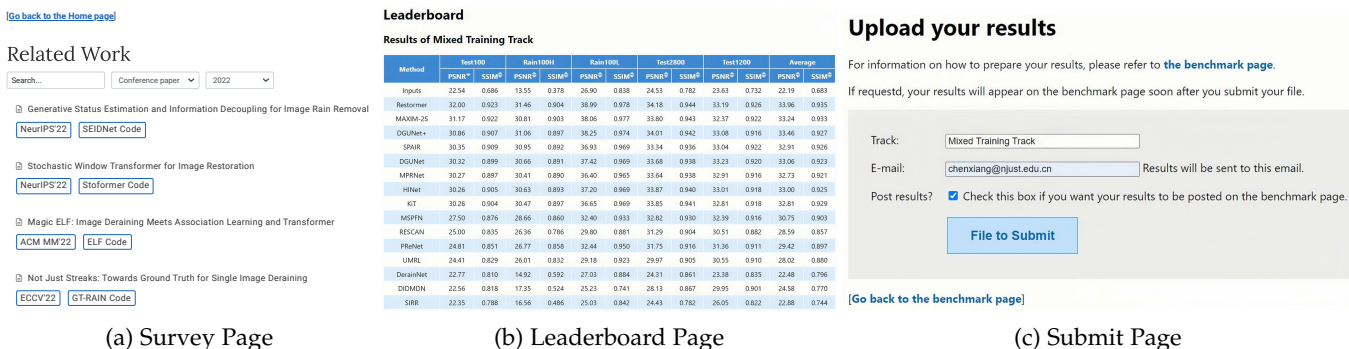 [Go back to the Home page]
Related Work
Search...
Conference paper
2022
Generative Status Estimation and Information Decoupling for Image Rain Removal
NeurIPS'22 SEIDNet Code
Stochastic Window Transformer for Image Restoration
NeurIPS'22 Stoformer Code
Magic ELF: Image Deraining Meets Association Learning and Transformer
ACM MM'22 ELF Code
Not Just Streaks: Towards Ground Truth for Single Image Deraining
ECCV'22 GT-RAIN Code
(a) Survey Page
Leaderboard
Results of Mixed Training Track
Method Test100 Rain100H Rain100L Test2800 Test1200 Average
PSNR SSIM PSNR SSIM PSNR SSIM PSNR SSIM PSNR SSIM PSNR SSIM
Inputs 22.54 0.686 13.55 0.378 26.90 0.838 24.53 0.782 23.63 0.732 22.19 0.683
Restormer 32.00 0.923 31.46 0.904 38.99 0.978 34.18 0.944 33.19 0.926 33.96 0.935
MAXIM-2S 31.17 0.922 30.81 0.903 38.06 0.977 33.80 0.943 32.37 0.922 33.24 0.933
DGUNet+ 30.86 0.907 31.06 0.897 38.25 0.974 34.01 0.942 33.08 0.916 33.46 0.927
SPAIR 30.35 0.909 30.95 0.892 36.93 0.969 33.34 0.936 33.04 0.922 32.91 0.926
DGUNet 30.32 0.899 30.66 0.891 37.42 0.969 33.68 0.938 33.23 0.920 33.06 0.923
MPRNet 30.27 0.897 30.41 0.890 36.40 0.965 33.64 0.938 32.91 0.916 32.73 0.921
HINet 30.26 0.905 30.63 0.893 37.20 0.969 33.87 0.940 33.01 0.918 33.00 0.925
KiT 30.26 0.904 30.47 0.897 36.65 0.969 33.85 0.941 32.81 0.918 32.81 0.929
MSPFN 27.50 0.876 28.66 0.860 32.40 0.933 32.82 0.930 32.39 0.916 30.75 0.903
RESCAN 25.00 0.835 26.36 0.786 29.80 0.881 31.29 0.904 30.51 0.882 28.59 0.857
PReNet 24.81 0.851 26.77 0.858 32.44 0.950 31.75 0.916 31.36 0.911 29.42 0.897
UMRL 24.41 0.829 26.01 0.832 29.18 0.923 29.97 0.905 30.55 0.910 28.02 0.880
DerainNet 22.77 0.810 14.92 0.592 27.03 0.884 24.31 0.861 23.38 0.835 22.48 0.796
DIDMDN 22.56 0.818 17.35 0.524 25.23 0.741 28.13 0.867 29.95 0.901 24.58 0.770
SIRR 22.35 0.788 16.56 0.486 25.03 0.842 24.43 0.782 26.05 0.822 22.88 0.744
(b) Leaderboard Page
Upload your results
For information on how to prepare your results, please refer to the benchmark page.
If requestd, your results will appear on the benchmark page soon after you submit your file.
Track: Mixed Training Track
E-mail: chenxiang@njust.edu.cn Results will be sent to this email.
Post results? Check this box if you want your results to be posted on the benchmark page.
File to Submit
[Go back to the benchmark page]
(c) Submit Page